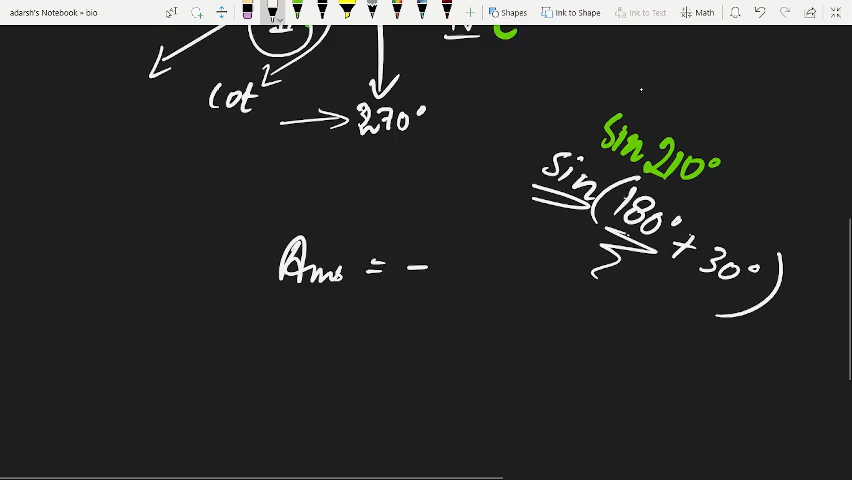 adarsh's Notebook » bio
Shapes Ink to Shape Ink to Text Math
cot
270°
sin 210°
sin(180° + 30°)
Ans = -